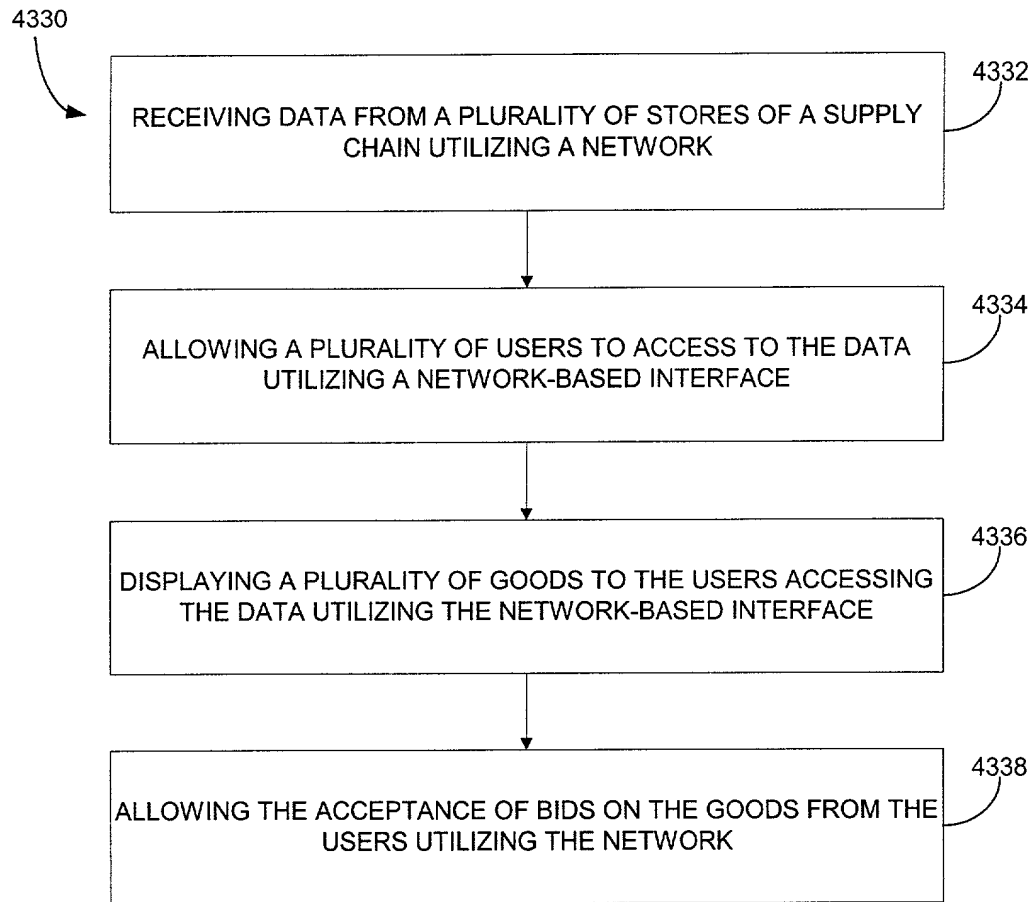 4330
4332
RECEIVING DATA FROM A PLURALITY OF STORES OF A SUPPLY
CHAIN UTILIZING A NETWORK
4334
ALLOWING A PLURALITY OF USERS TO ACCESS TO THE DATA
UTILIZING A NETWORK-BASED INTERFACE
4336
DISPLAYING A PLURALITY OF GOODS TO THE USERS ACCESSING
THE DATA UTILIZING THE NETWORK-BASED INTERFACE
4338
ALLOWING THE ACCEPTANCE OF BIDS ON THE GOODS FROM THE
USERS UTILIZING THE NETWORK